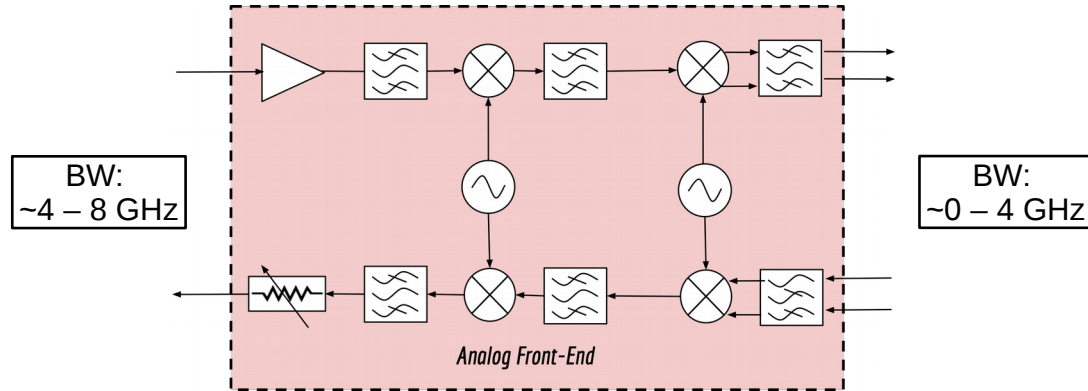 BW:
~4 – 8 GHz
BW:
~0 – 4 GHz
Analog Front-End